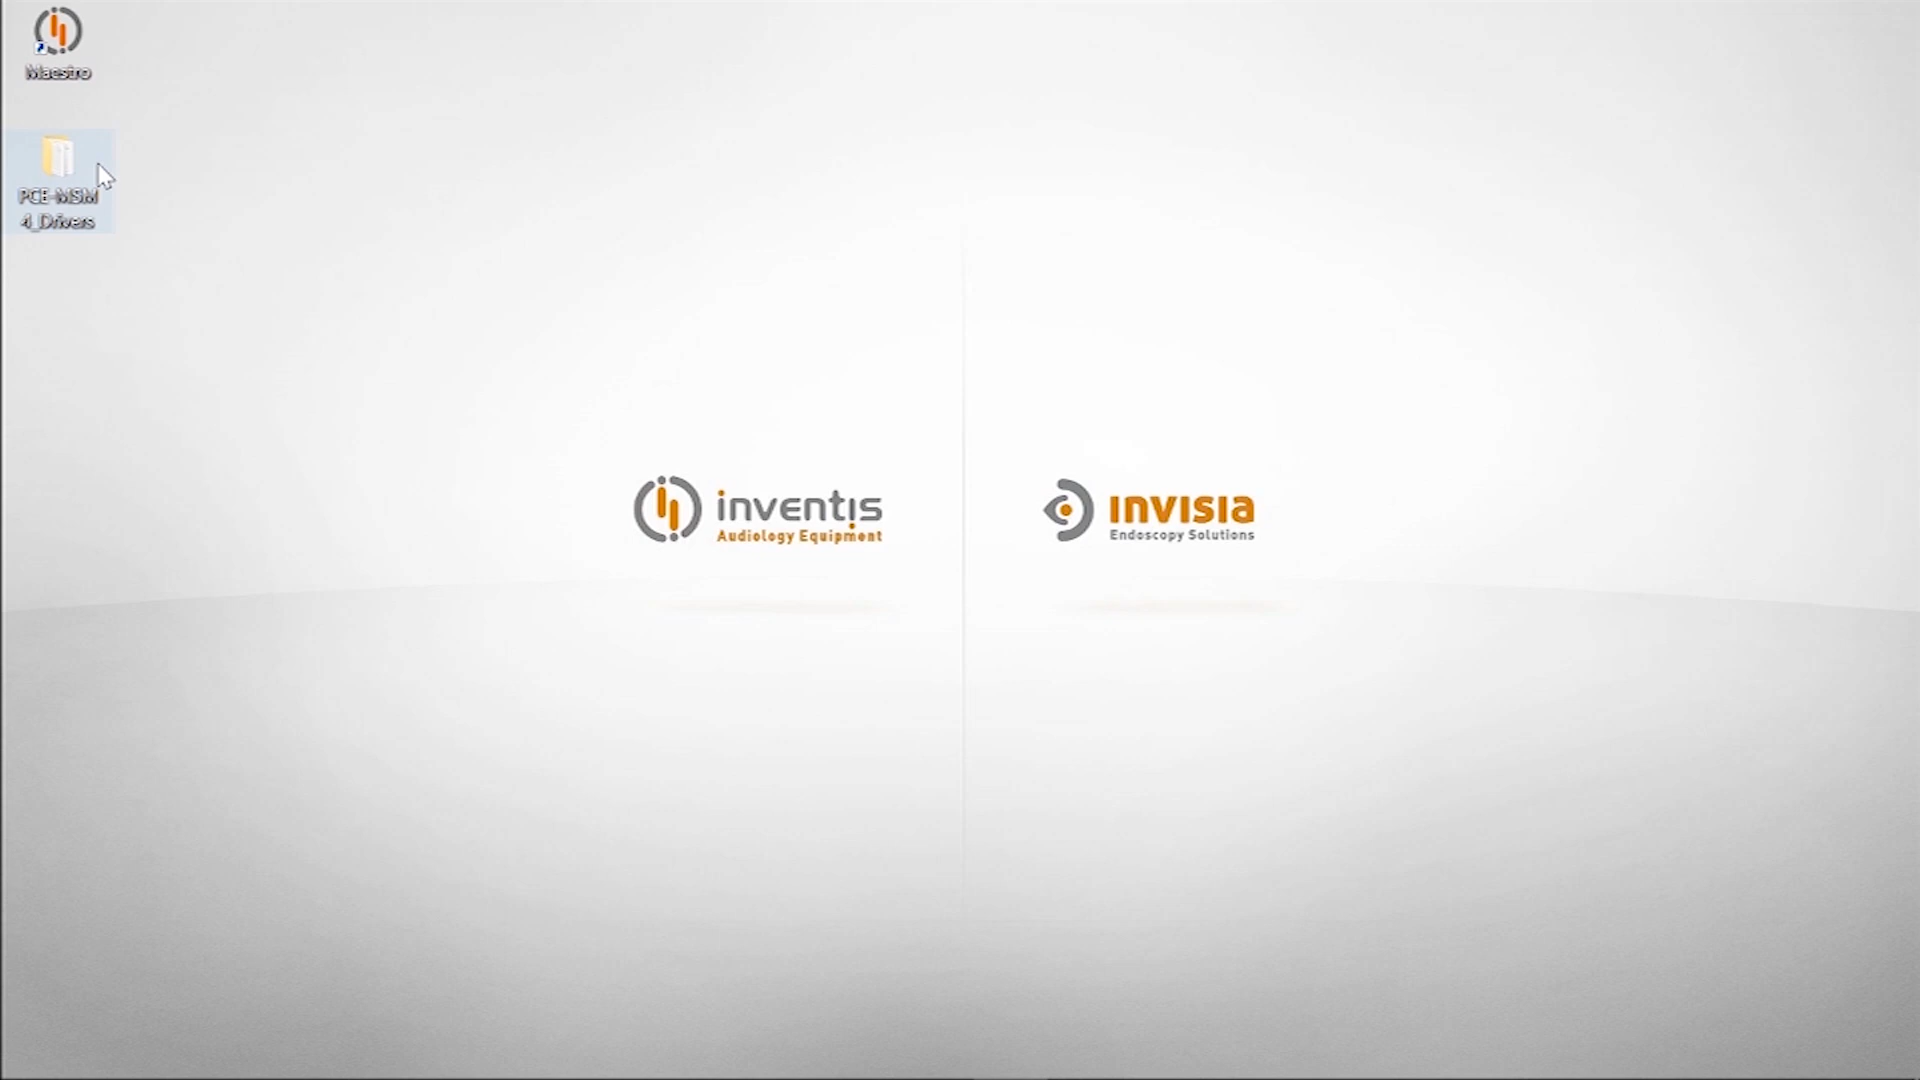 Maestro
PCE-MSM
4_Drivers
inventis
Audiology Equipment
invisia
Endoscopy Solutions